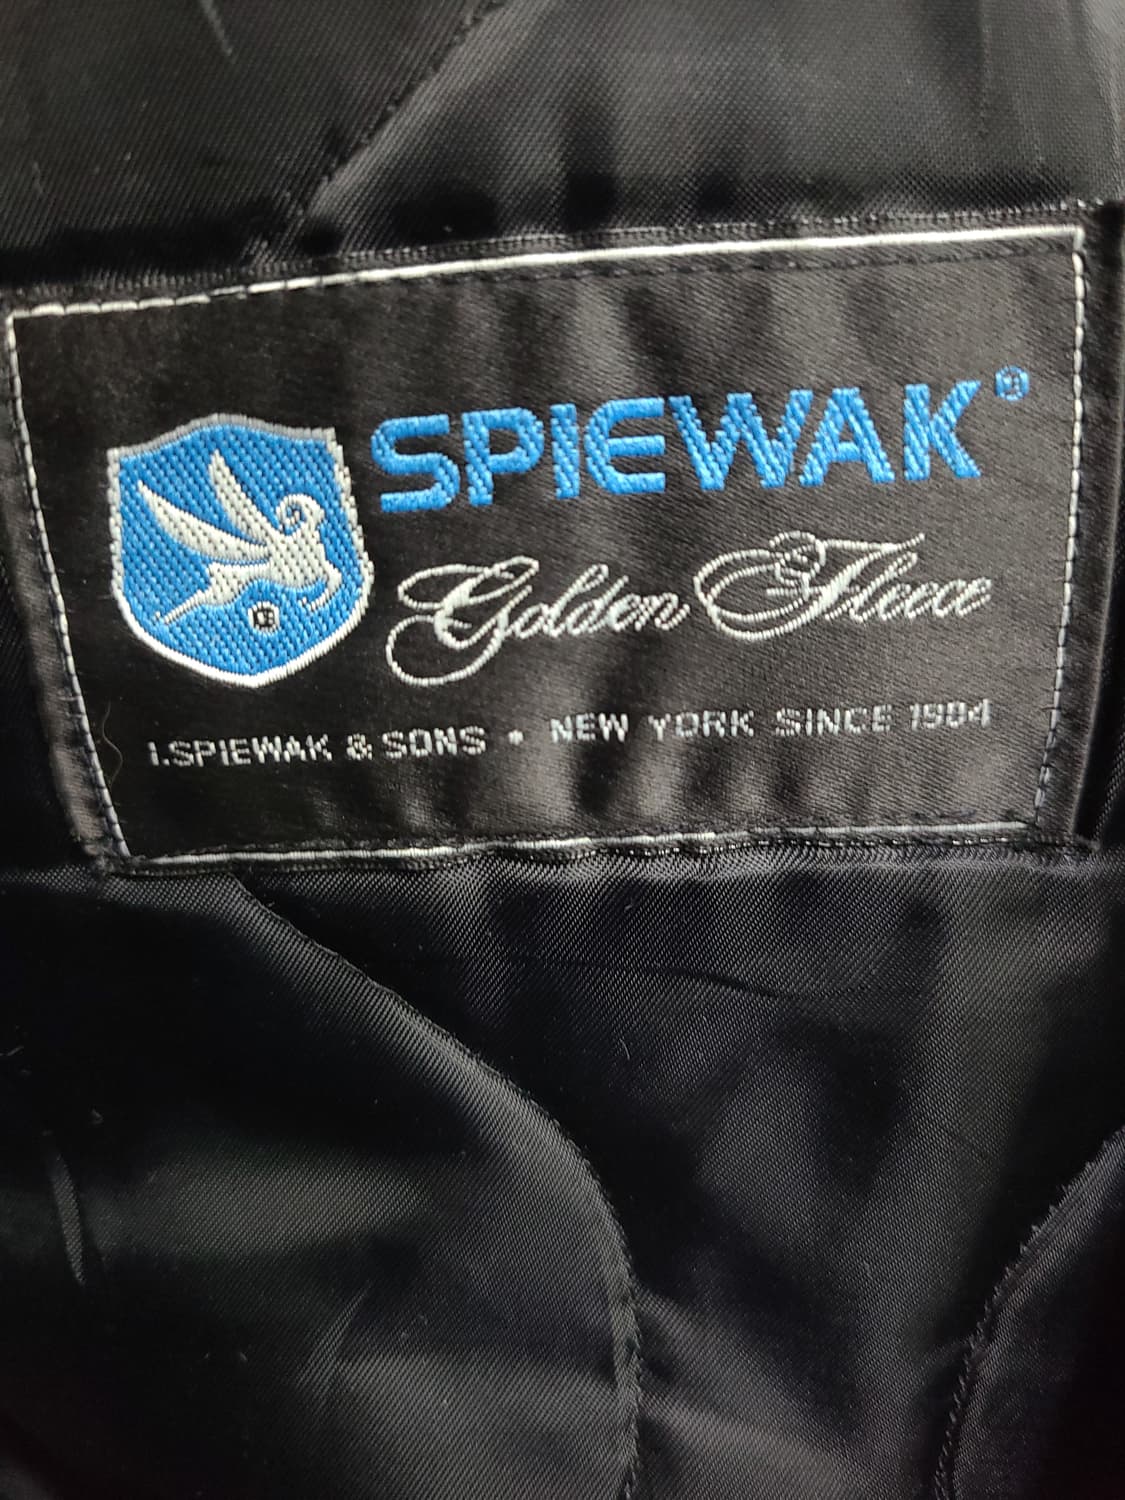 SPIEWAK®
Golden Fleece
I.SPIEWAK & SONS • NEW YORK SINCE 1904